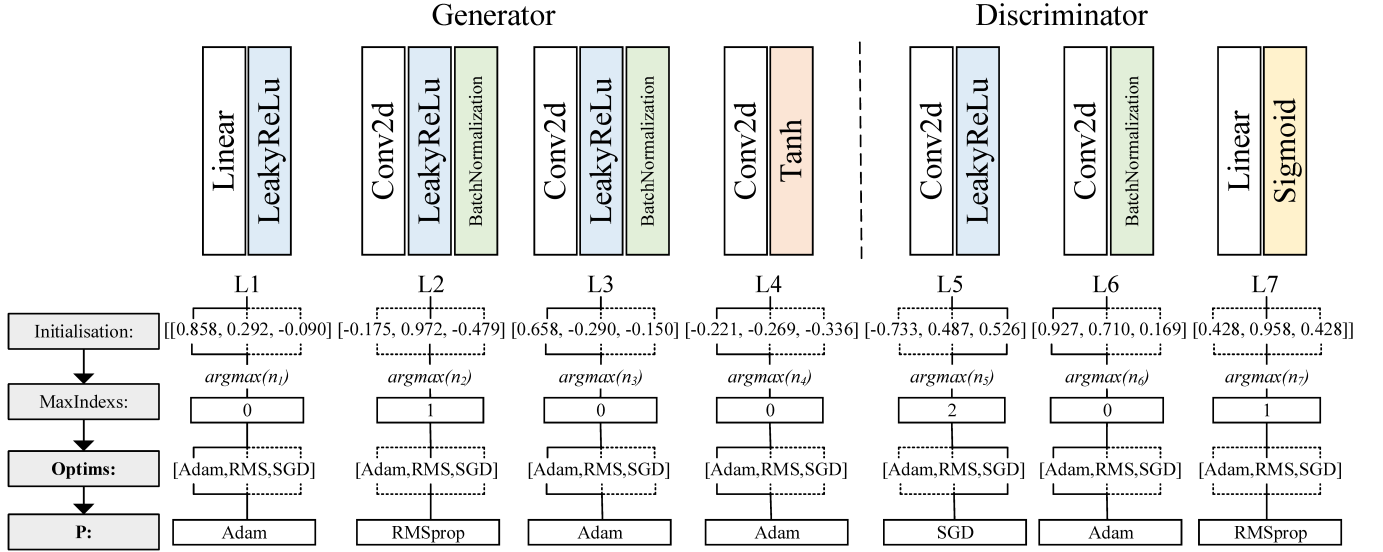 Generator Discriminator
Linear LeakyReLu Conv2d LeakyReLu BatchNormalization Conv2d LeakyReLu BatchNormalization Conv2d Tanh Conv2d LeakyReLu Conv2d BatchNormalization Linear Sigmoid
L1 L2 L3 L4 L5 L6 L7
Initialisation: [[0.858, 0.292, -0.090] [-0.175, 0.972, -0.479] [0.658, -0.290, -0.150] [-0.221, -0.269, -0.336] [-0.733, 0.487, 0.526] [0.927, 0.710, 0.169] [0.428, 0.958, 0.428]]
argmax(n1) argmax(n2) argmax(n3) argmax(n4) argmax(n5) argmax(n6) argmax(n7)
MaxIndexs: 0 1 0 0 2 0 1
Optims: [Adam,RMS,SGD] [Adam,RMS,SGD] [Adam,RMS,SGD] [Adam,RMS,SGD] [Adam,RMS,SGD] [Adam,RMS,SGD] [Adam,RMS,SGD]
P: Adam RMSprop Adam Adam SGD Adam RMSprop